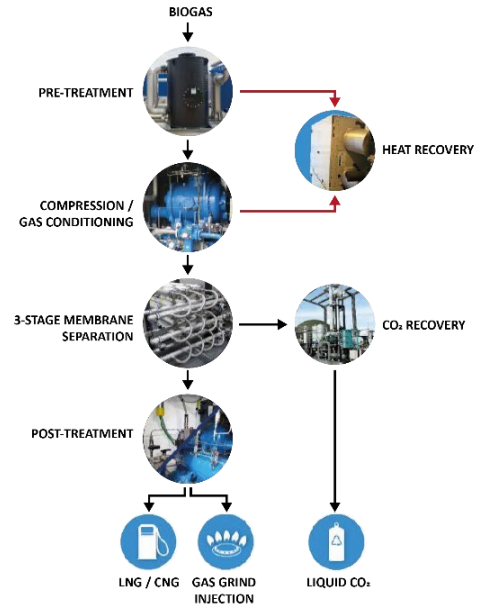 BIOGAS
PRE-TREATMENT
HEAT RECOVERY
COMPRESSION /
GAS CONDITIONING
3-STAGE MEMBRANE
SEPARATION
CO₂ RECOVERY
POST-TREATMENT
LNG / CNG
GAS GRIND
INJECTION
LIQUID CO₂